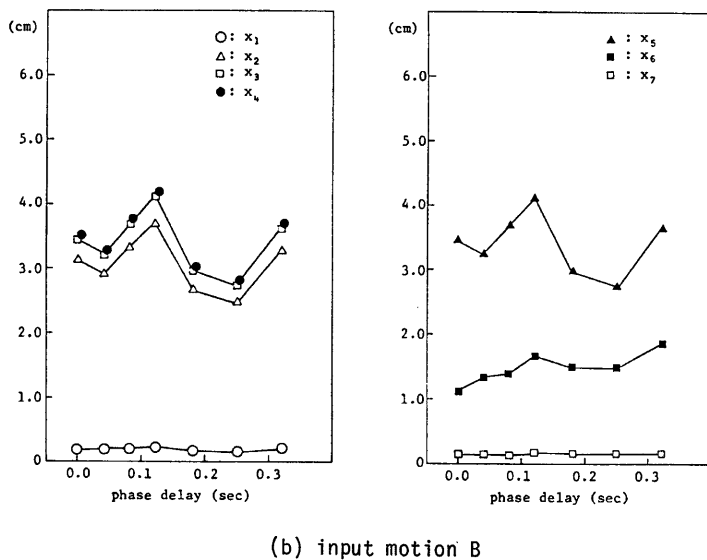 (cm)
○: x₁
△: x₂
□: x₃
●: x₄
6.0
5.0
4.0
3.0
2.0
1.0
0
0.0 0.1 0.2 0.3
phase delay (sec)
(cm)
▲: x₅
■: x₆
□: x₇
6.0
5.0
4.0
3.0
2.0
1.0
0
0.0 0.1 0.2 0.3
phase delay (sec)
(b) input motion B